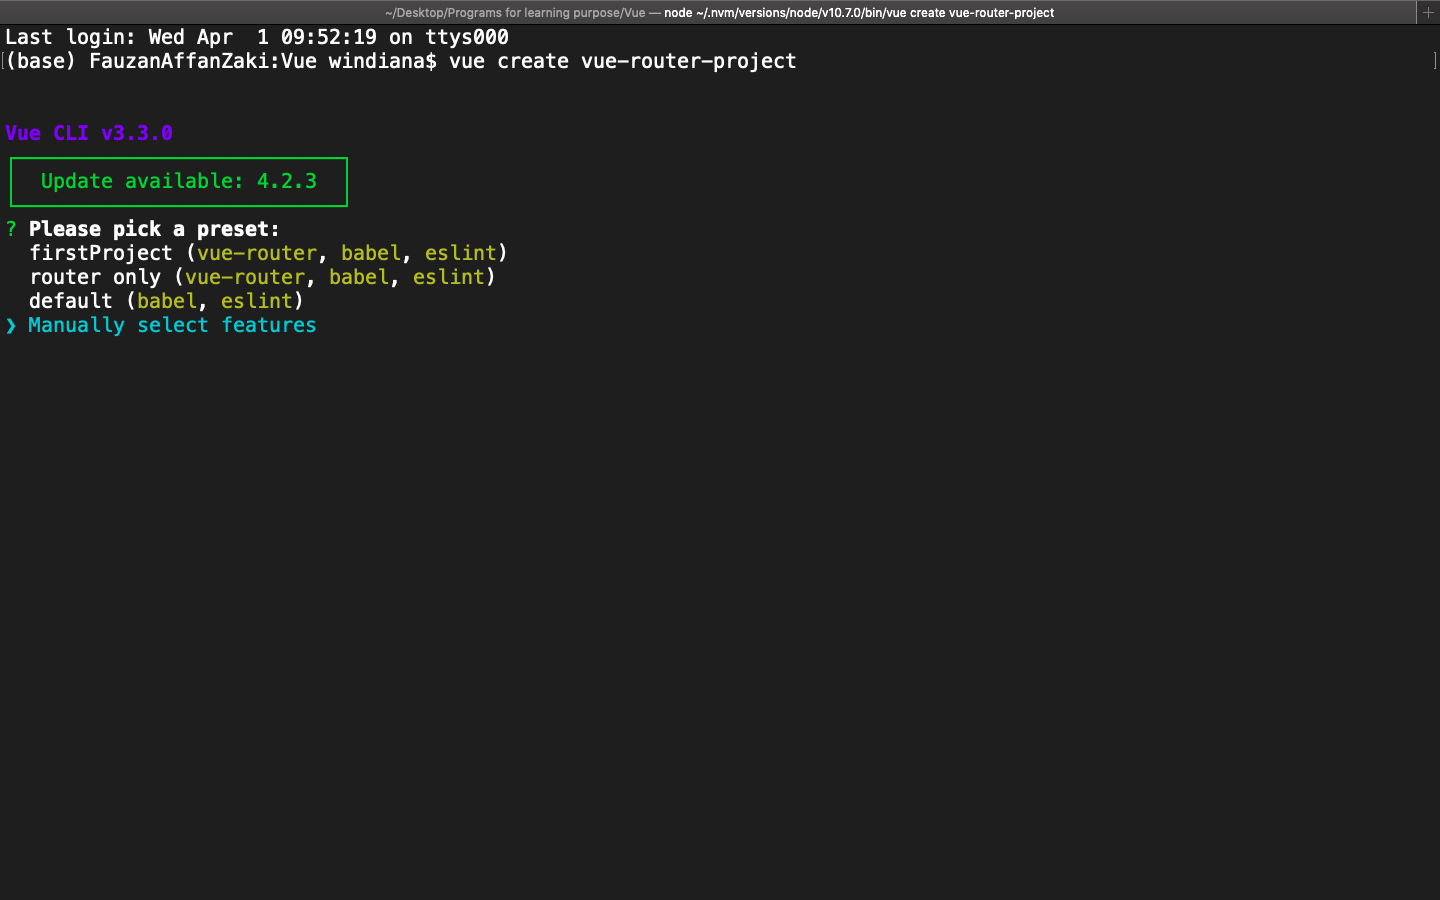 ~/Desktop/Programs for learning purpose/Vue — node ~/.nvm/versions/node/v10.7.0/bin/vue create vue-router-project
Last login: Wed Apr  1 09:52:19 on ttys000
[(base) FauzanAffanZaki:Vue windiana$ vue create vue-router-project ]
Vue CLI v3.3.0
Update available: 4.2.3
? Please pick a preset:
firstProject (vue-router, babel, eslint)
router only (vue-router, babel, eslint)
default (babel, eslint)
❯ Manually select features